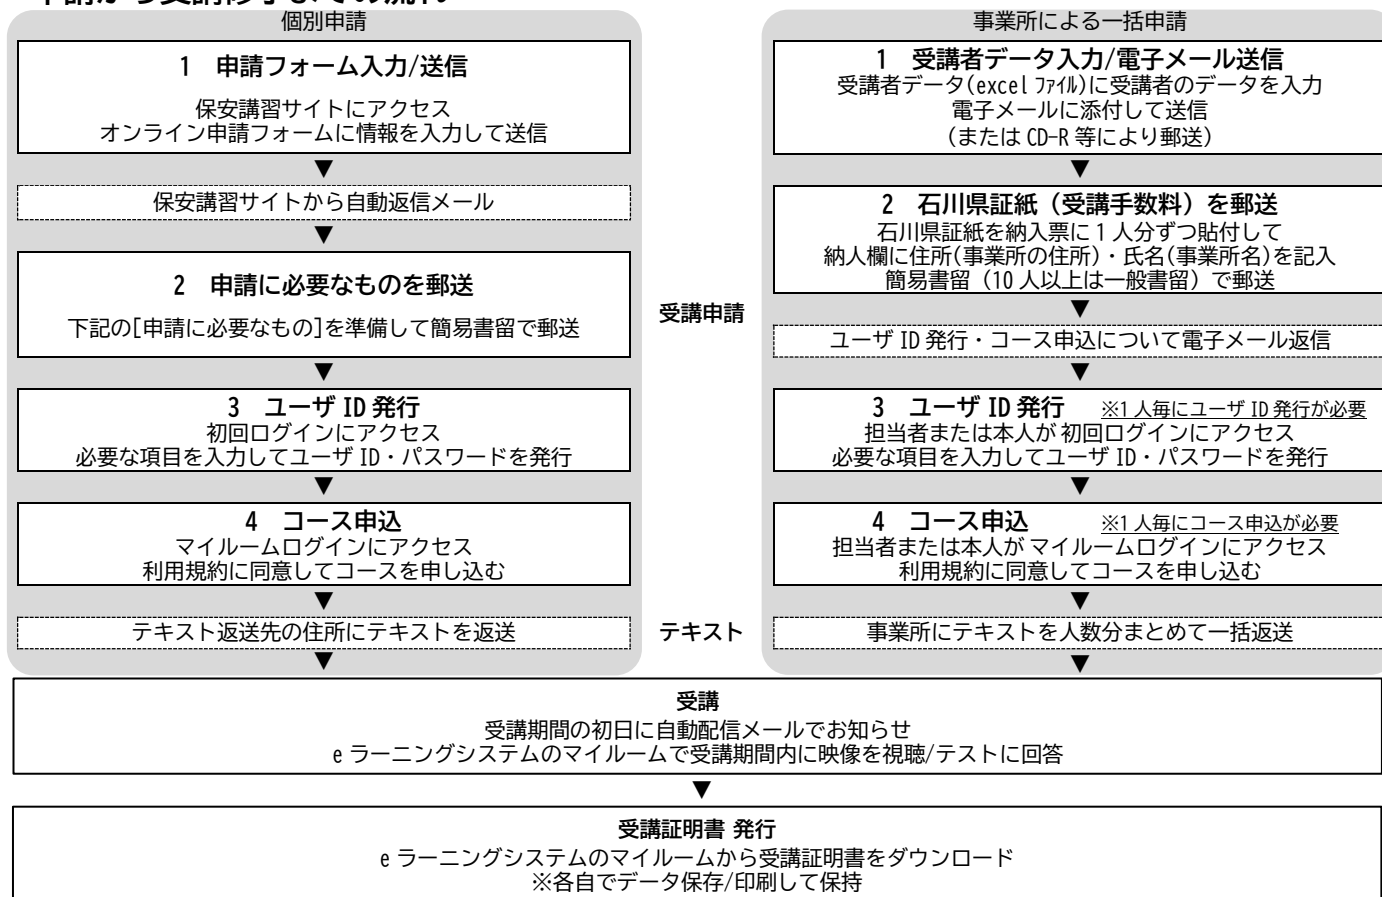 申請から受講修了までの流れ
個別申請
1 申請フォーム入力/送信
保安講習サイトにアクセス
オンライン申請フォームに情報を入力して送信
▼
保安講習サイトから自動返信メール
▼
2 申請に必要なものを郵送
下記の[申請に必要なもの]を準備して簡易書留で郵送
▼
3 ユーザ ID 発行
初回ログインにアクセス
必要な項目を入力してユーザ ID・パスワードを発行
▼
4 コース申込
マイルームログインにアクセス
利用規約に同意してコースを申し込む
▼
テキスト返送先の住所にテキストを返送
▼
受講申請
テキスト
事業所による一括申請
1 受講者データ入力/電子メール送信
受講者データ(excel ファイル)に受講者のデータを入力
電子メールに添付して送信
(または CD-R 等により郵送)
▼
2 石川県証紙（受講手数料）を郵送
石川県証紙を納入票に 1 人分ずつ貼付して
納人欄に住所(事業所の住所)・氏名(事業所名)を記入
簡易書留（10 人以上は一般書留）で郵送
▼
ユーザ ID 発行・コース申込について電子メール返信
▼
3 ユーザ ID 発行 ※1 人毎にユーザ ID 発行が必要
担当者または本人が 初回ログインにアクセス
必要な項目を入力してユーザ ID・パスワードを発行
▼
4 コース申込 ※1 人毎にコース申込が必要
担当者または本人が マイルームログインにアクセス
利用規約に同意してコースを申し込む
▼
事業所にテキストを人数分まとめて一括返送
▼
受講
受講期間の初日に自動配信メールでお知らせ
e ラーニングシステムのマイルームで受講期間内に映像を視聴/テストに回答
▼
受講証明書 発行
e ラーニングシステムのマイルームから受講証明書をダウンロード
※各自でデータ保存/印刷して保持